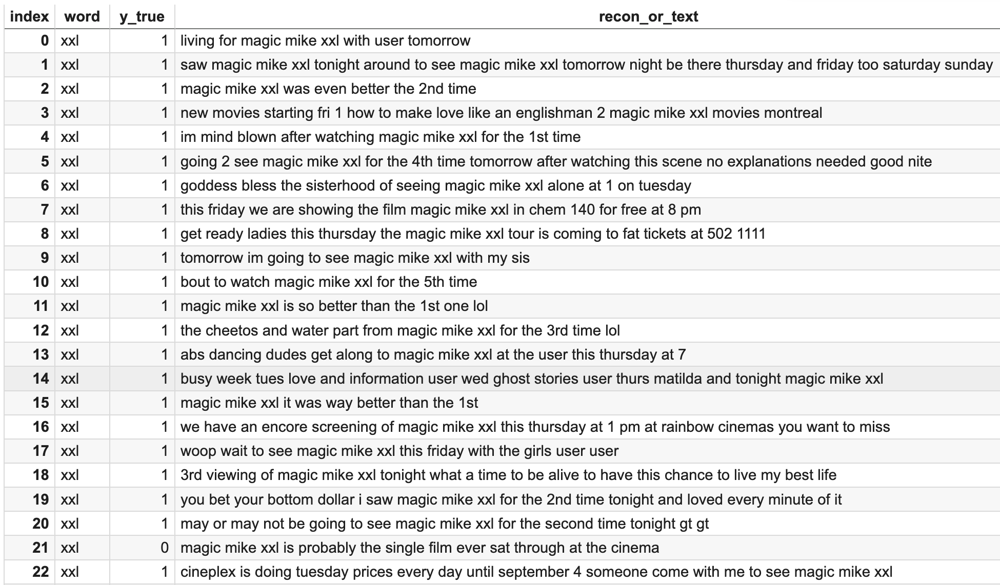 index word y_true recon_or_text
0 xxl 1 living for magic mike xxl with user tomorrow
1 xxl 1 saw magic mike xxl tonight around to see magic mike xxl tomorrow night be there thursday and friday too saturday sunday
2 xxl 1 magic mike xxl was even better the 2nd time
3 xxl 1 new movies starting fri 1 how to make love like an englishman 2 magic mike xxl movies montreal
4 xxl 1 im mind blown after watching magic mike xxl for the 1st time
5 xxl 1 going 2 see magic mike xxl for the 4th time tomorrow after watching this scene no explanations needed good nite
6 xxl 1 goddess bless the sisterhood of seeing magic mike xxl alone at 1 on tuesday
7 xxl 1 this friday we are showing the film magic mike xxl in chem 140 for free at 8 pm
8 xxl 1 get ready ladies this thursday the magic mike xxl tour is coming to fat tickets at 502 1111
9 xxl 1 tomorrow im going to see magic mike xxl with my sis
10 xxl 1 bout to watch magic mike xxl for the 5th time
11 xxl 1 magic mike xxl is so better than the 1st one lol
12 xxl 1 the cheetos and water part from magic mike xxl for the 3rd time lol
13 xxl 1 abs dancing dudes get along to magic mike xxl at the user this thursday at 7
14 xxl 1 busy week tues love and information user wed ghost stories user thurs matilda and tonight magic mike xxl
15 xxl 1 magic mike xxl it was way better than the 1st
16 xxl 1 we have an encore screening of magic mike xxl this thursday at 1 pm at rainbow cinemas you want to miss
17 xxl 1 woop wait to see magic mike xxl this friday with the girls user user
18 xxl 1 3rd viewing of magic mike xxl tonight what a time to be alive to have this chance to live my best life
19 xxl 1 you bet your bottom dollar i saw magic mike xxl for the 2nd time tonight and loved every minute of it
20 xxl 1 may or may not be going to see magic mike xxl for the second time tonight gt gt
21 xxl 0 magic mike xxl is probably the single film ever sat through at the cinema
22 xxl 1 cineplex is doing tuesday prices every day until september 4 someone come with me to see magic mike xxl